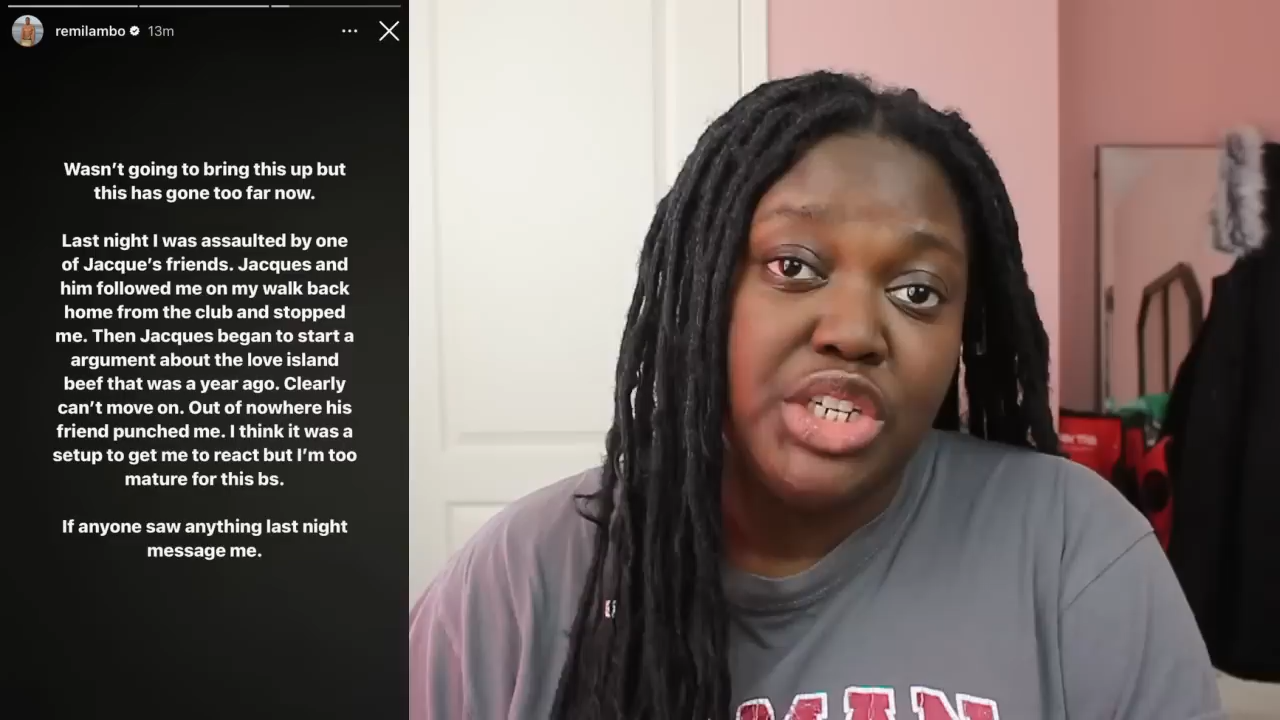 remilambo 13m
Wasn't going to bring this up but
this has gone too far now.
Last night I was assaulted by one
of Jacque's friends. Jacques and
him followed me on my walk back
home from the club and stopped
me. Then Jacques began to start a
argument about the love island
beef that was a year ago. Clearly
can't move on. Out of nowhere his
friend punched me. I think it was a
setup to get me to react but I'm too
mature for this bs.
If anyone saw anything last night
message me.